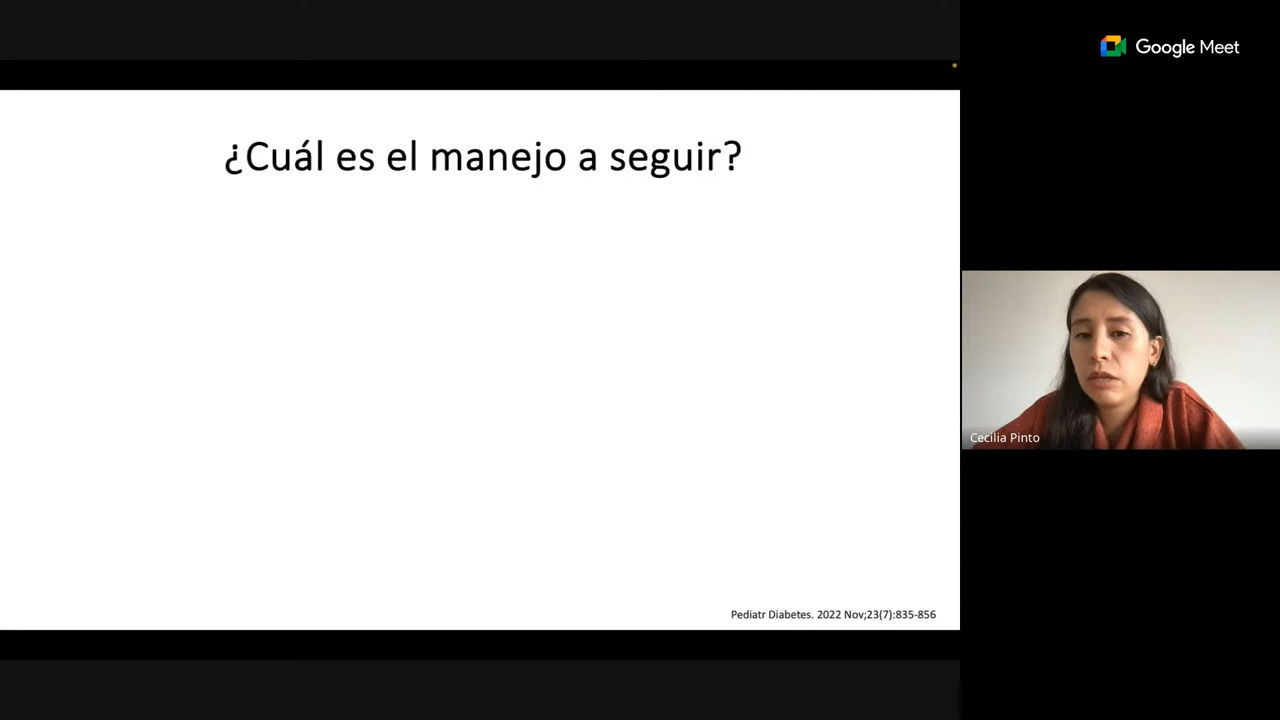 Google Meet
¿Cuál es el manejo a seguir?
Cecilia Pinto
Pediatr Diabetes. 2022 Nov;23(7):835-856